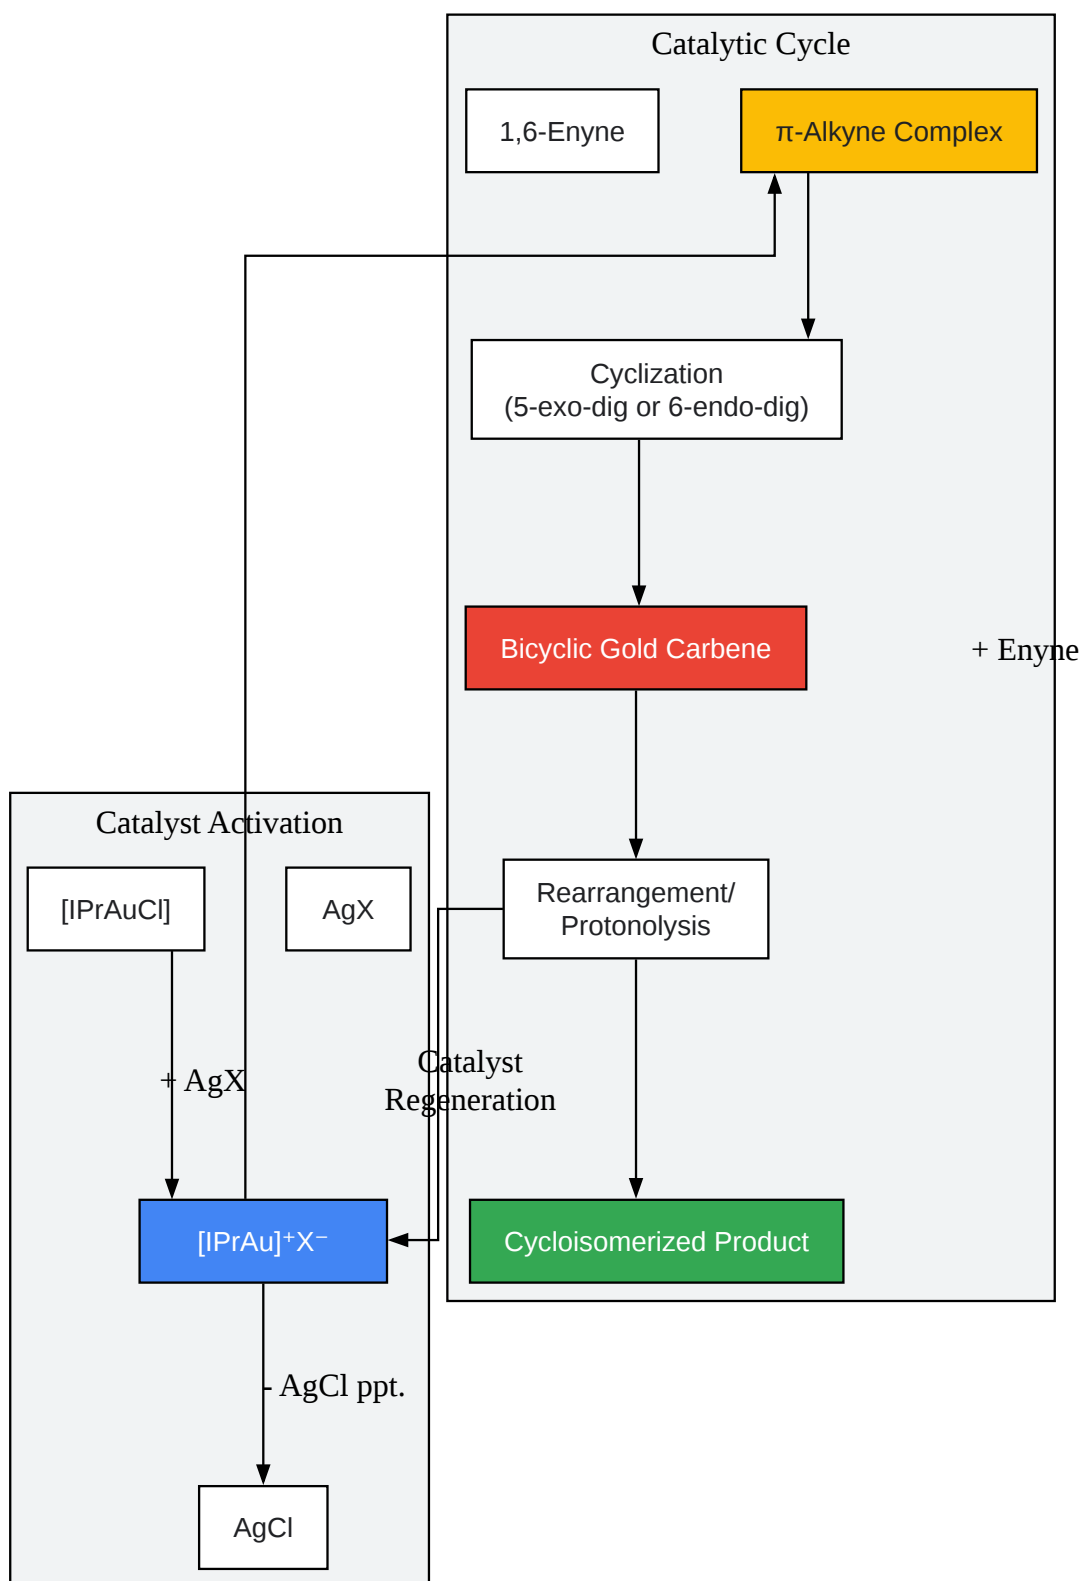 Catalytic Cycle
1,6-Enyne
π-Alkyne Complex
Cyclization
(5-exo-dig or 6-endo-dig)
Bicyclic Gold Carbene
+ Enyne
Catalyst Activation
[IPrAuCl]
AgX
Rearrangement/
Protonolysis
+ AgX
Catalyst
Regeneration
[IPrAu]⁺X⁻
Cycloisomerized Product
- AgCl ppt.
AgCl